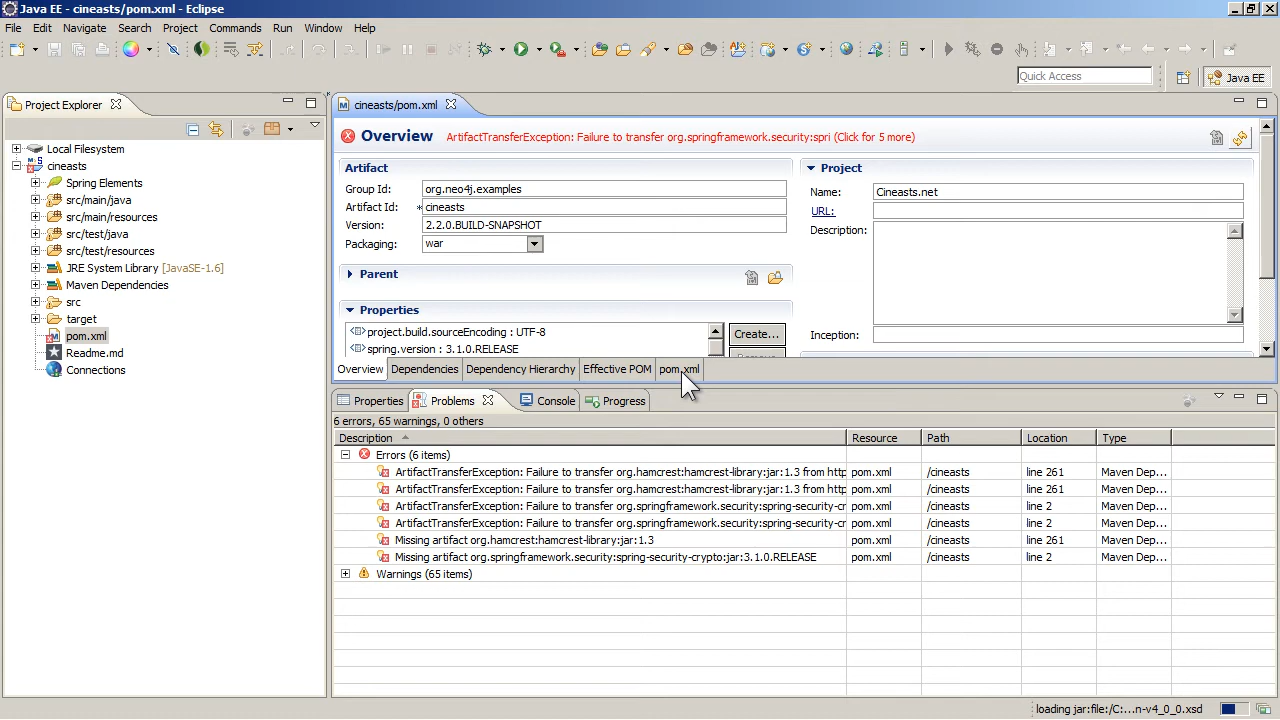 Java EE - cineasts/pom.xml - Eclipse
File Edit Navigate Search Project Commands Run Window Help
Quick Access
Java EE
Project Explorer
Local Filesystem
cineasts
Spring Elements
src/main/java
src/main/resources
src/test/java
src/test/resources
JRE System Library [JavaSE-1.6]
Maven Dependencies
src
target
pom.xml
Readme.md
Connections
cineasts/pom.xml
Overview ArtifactTransferException: Failure to transfer org.springframework.security:spri (Click for 5 more)
Artifact
Group Id: org.neo4j.examples
Artifact Id: *cineasts
Version: 2.2.0.BUILD-SNAPSHOT
Packaging: war
Parent
Properties
project.build.sourceEncoding : UTF-8
spring.version : 3.1.0.RELEASE
Create...
Project
Name: Cineasts.net
URL:
Description:
Inception:
Overview Dependencies Dependency Hierarchy Effective POM pom.xml
Properties Problems Console Progress
6 errors, 65 warnings, 0 others
Description Resource Path Location Type
Errors (6 items)
ArtifactTransferException: Failure to transfer org.hamcrest:hamcrest-library:jar:1.3 from http pom.xml /cineasts line 261 Maven Dep...
ArtifactTransferException: Failure to transfer org.hamcrest:hamcrest-library:jar:1.3 from http pom.xml /cineasts line 261 Maven Dep...
ArtifactTransferException: Failure to transfer org.springframework.security:spring-security-cr pom.xml /cineasts line 2 Maven Dep...
ArtifactTransferException: Failure to transfer org.springframework.security:spring-security-cr pom.xml /cineasts line 2 Maven Dep...
Missing artifact org.hamcrest:hamcrest-library:jar:1.3 pom.xml /cineasts line 261 Maven Dep...
Missing artifact org.springframework.security:spring-security-crypto:jar:3.1.0.RELEASE pom.xml /cineasts line 2 Maven Dep...
Warnings (65 items)
loading jar:file:/C:...n-v4_0_0.xsd